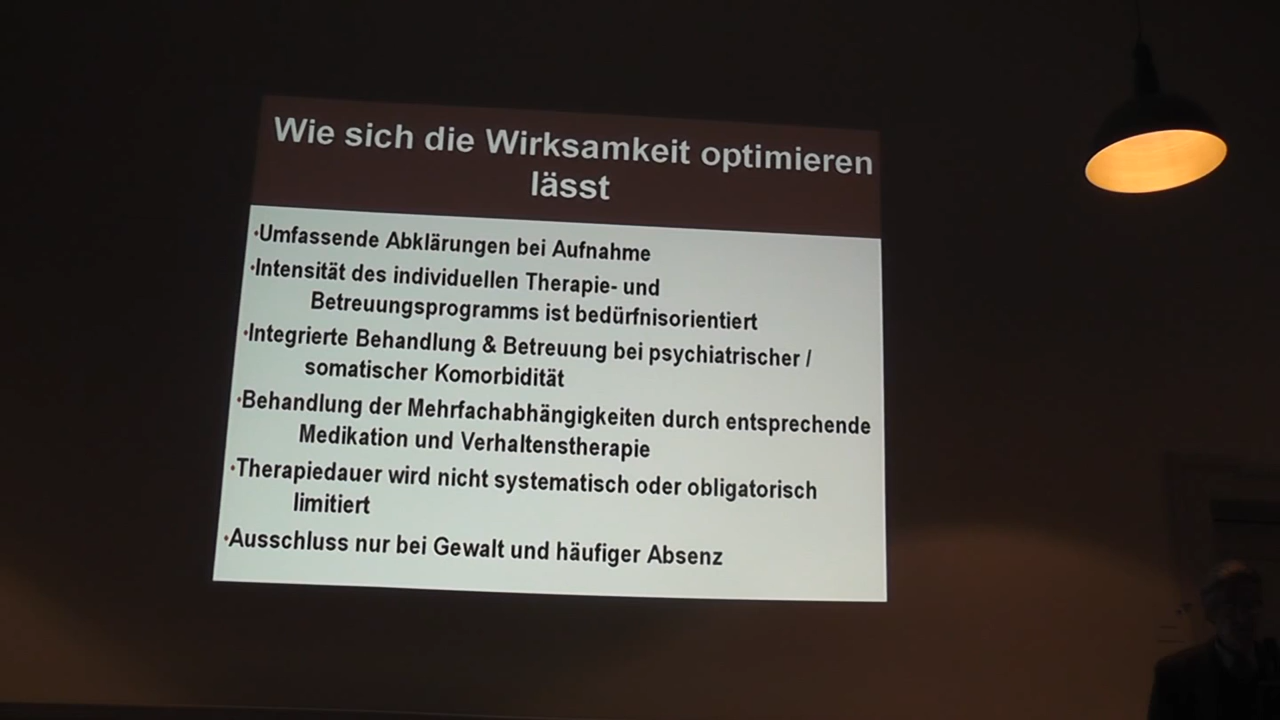 Wie sich die Wirksamkeit optimieren
lässt
•Umfassende Abklärungen bei Aufnahme
•Intensität des individuellen Therapie- und
Betreuungsprogramms ist bedürfnisorientiert
•Integrierte Behandlung & Betreuung bei psychiatrischer /
somatischer Komorbidität
•Behandlung der Mehrfachabhängigkeiten durch entsprechende
Medikation und Verhaltenstherapie
•Therapiedauer wird nicht systematisch oder obligatorisch
limitiert
•Ausschluss nur bei Gewalt und häufiger Absenz